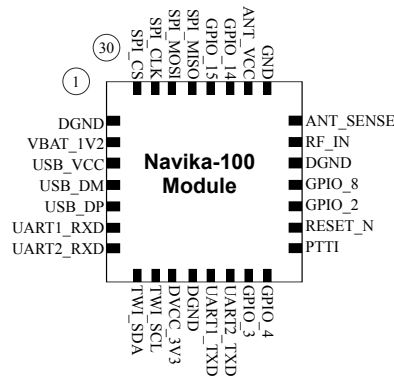 30
1
SPI_CS
SPI_CLK
SPI_MOSI
SPI_MISO
GPIO_15
GPIO_14
ANT_VCC
GND
DGND
VBAT_1V2
USB_VCC
USB_DM
USB_DP
UART1_RXD
UART2_RXD
Navika-100
Module
ANT_SENSE
RF_IN
DGND
GPIO_8
GPIO_2
RESET_N
PTTI
TWI_SDA
TWI_SCL
DVCC_3V3
DGND
UART1_TXD
UART2_TXD
GPIO_3
GPIO_4